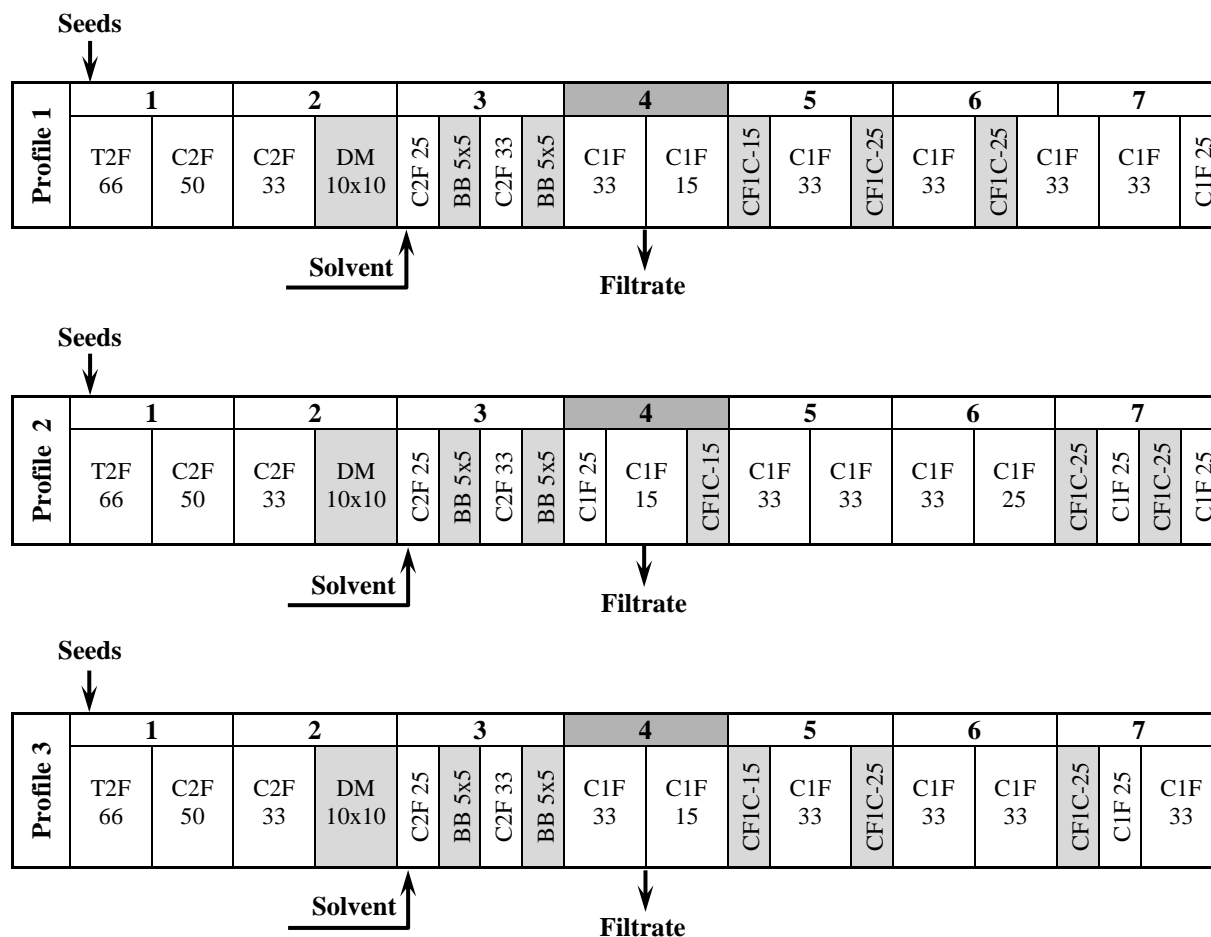 Seeds
Profile 1
1 2 3 4 5 6 7
T2F 66
C2F 50
C2F 33
DM 10x10
C2F 25
BB 5x5
C2F 33
BB 5x5
C1F 33
C1F 15
CF1C-15
C1F 33
CF1C-25
C1F 33
CF1C-25
C1F 33
C1F 33
C1F 25
Solvent
Filtrate
Seeds
Profile 2
1 2 3 4 5 6 7
T2F 66
C2F 50
C2F 33
DM 10x10
C2F 25
BB 5x5
C2F 33
BB 5x5
C1F 25
C1F 15
CF1C-15
C1F 33
C1F 33
C1F 33
C1F 25
CF1C-25
C1F 25
CF1C-25
C1F 25
Solvent
Filtrate
Seeds
Profile 3
1 2 3 4 5 6 7
T2F 66
C2F 50
C2F 33
DM 10x10
C2F 25
BB 5x5
C2F 33
BB 5x5
C1F 33
C1F 15
CF1C-15
C1F 33
CF1C-25
C1F 33
C1F 33
CF1C-25
C1F 25
C1F 33
Solvent
Filtrate